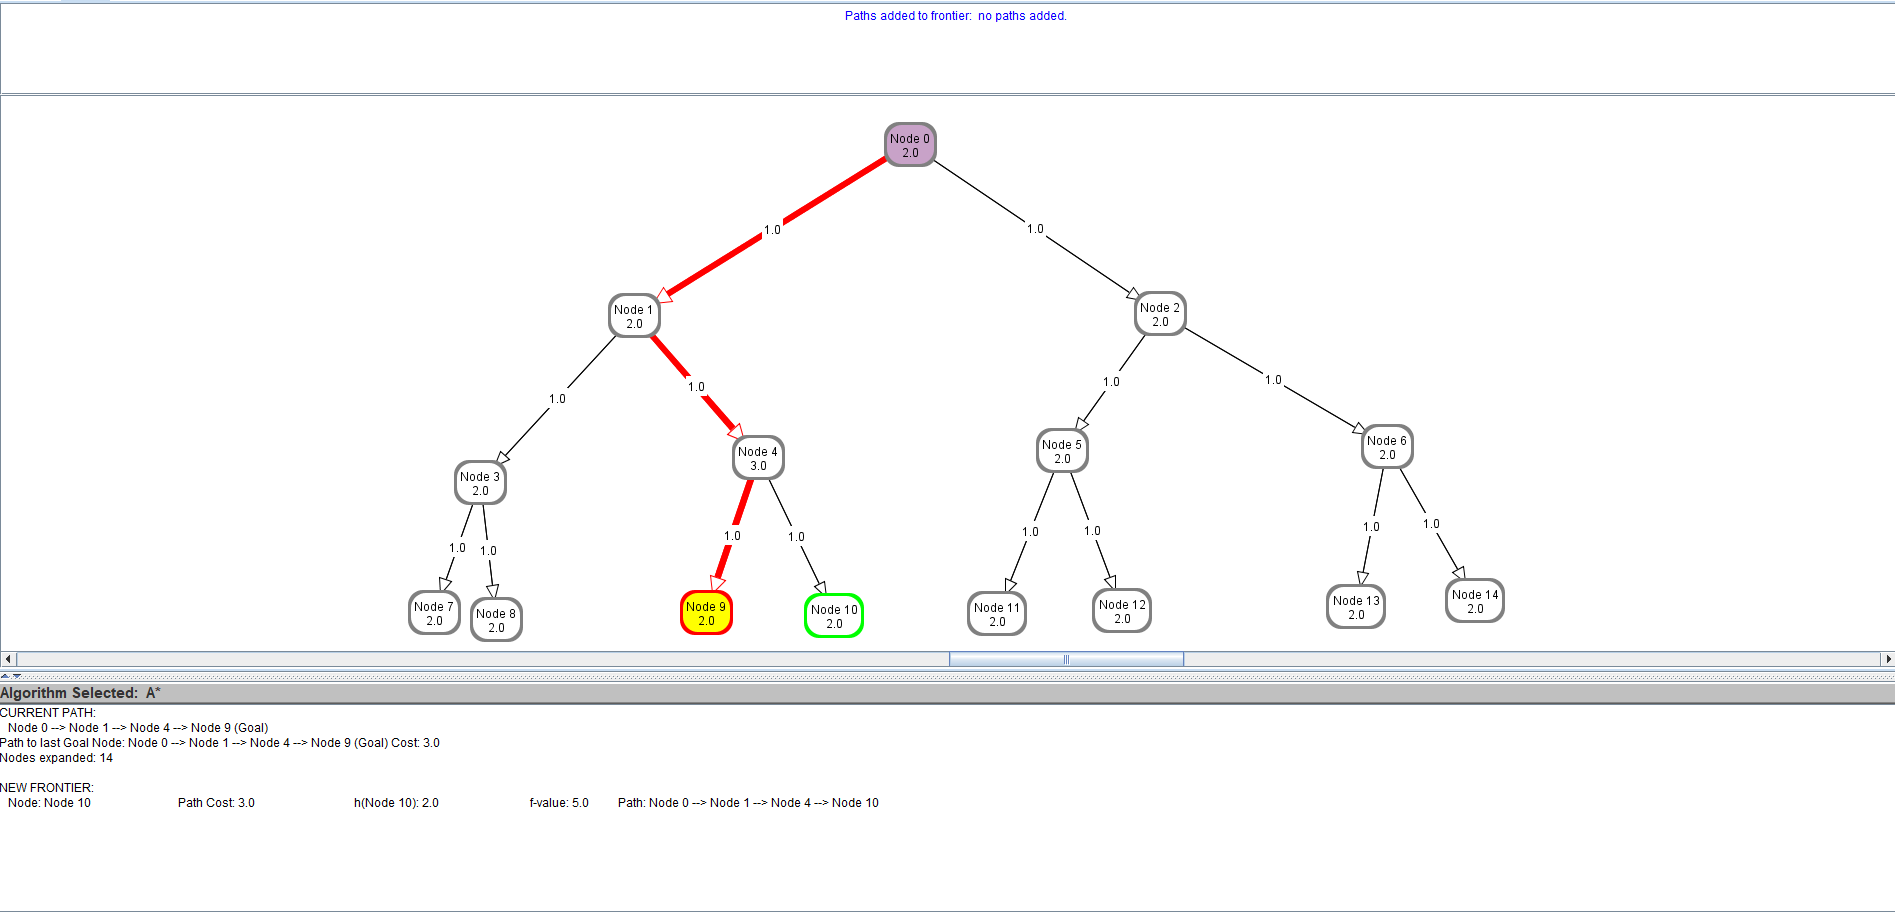 Paths added to frontier: no paths added.
Node 0
2.0
1.0
1.0
Node 1
2.0
Node 2
2.0
1.0
1.0
1.0
1.0
Node 3
2.0
Node 4
3.0
Node 5
2.0
Node 6
2.0
1.0
1.0
1.0
1.0
1.0
1.0
1.0
1.0
Node 7
2.0
Node 8
2.0
Node 9
2.0
Node 10
2.0
Node 11
2.0
Node 12
2.0
Node 13
2.0
Node 14
2.0
Algorithm Selected: A*
CURRENT PATH:
Node 0 --> Node 1 --> Node 4 --> Node 9 (Goal)
Path to last Goal Node: Node 0 --> Node 1 --> Node 4 --> Node 9 (Goal) Cost: 3.0
Nodes expanded: 14
NEW FRONTIER:
Node: Node 10 Path Cost: 3.0 h(Node 10): 2.0 f-value: 5.0 Path: Node 0 --> Node 1 --> Node 4 --> Node 10